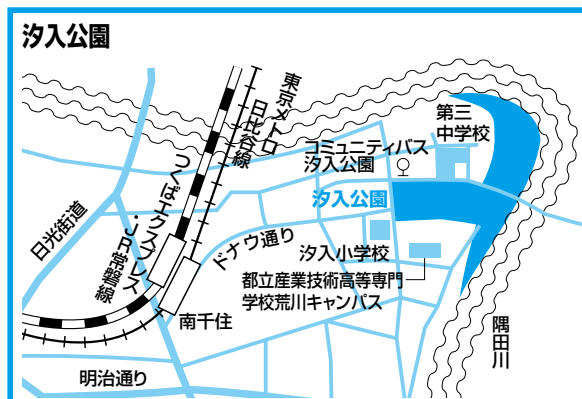 汐入公園
東京メトロ
日比谷線
第三
中学校
コミュニティバス
汐入公園
汐入公園
つくばエクスプレス
・JR常磐線
日光街道
ドナウ通り
汐入小学校
都立産業技術高等専門
学校荒川キャンパス
南千住
隅田川
明治通り